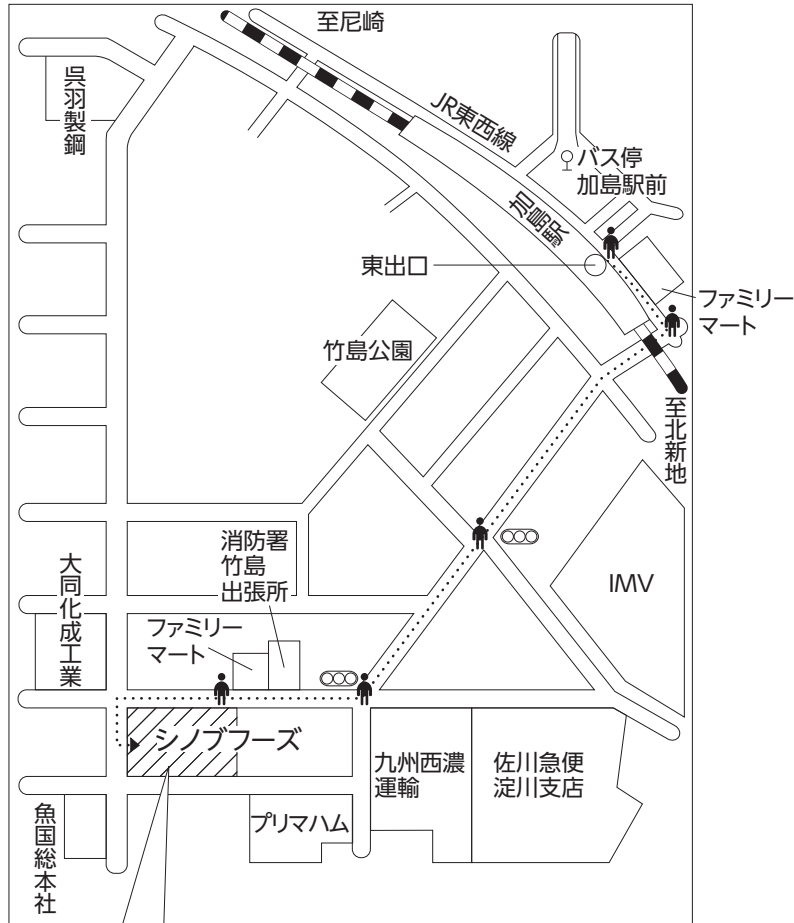 至尼崎
呉羽製鋼
JR東西線
バス停
加島駅前
加島駅
東出口
ファミリー
マート
竹島公園
至北新地
消防署
竹島
出張所
大同化成工業
IMV
ファミリー
マート
シノブフーズ
九州西濃
運輸
佐川急便
淀川支店
プリマハム
魚国総本社